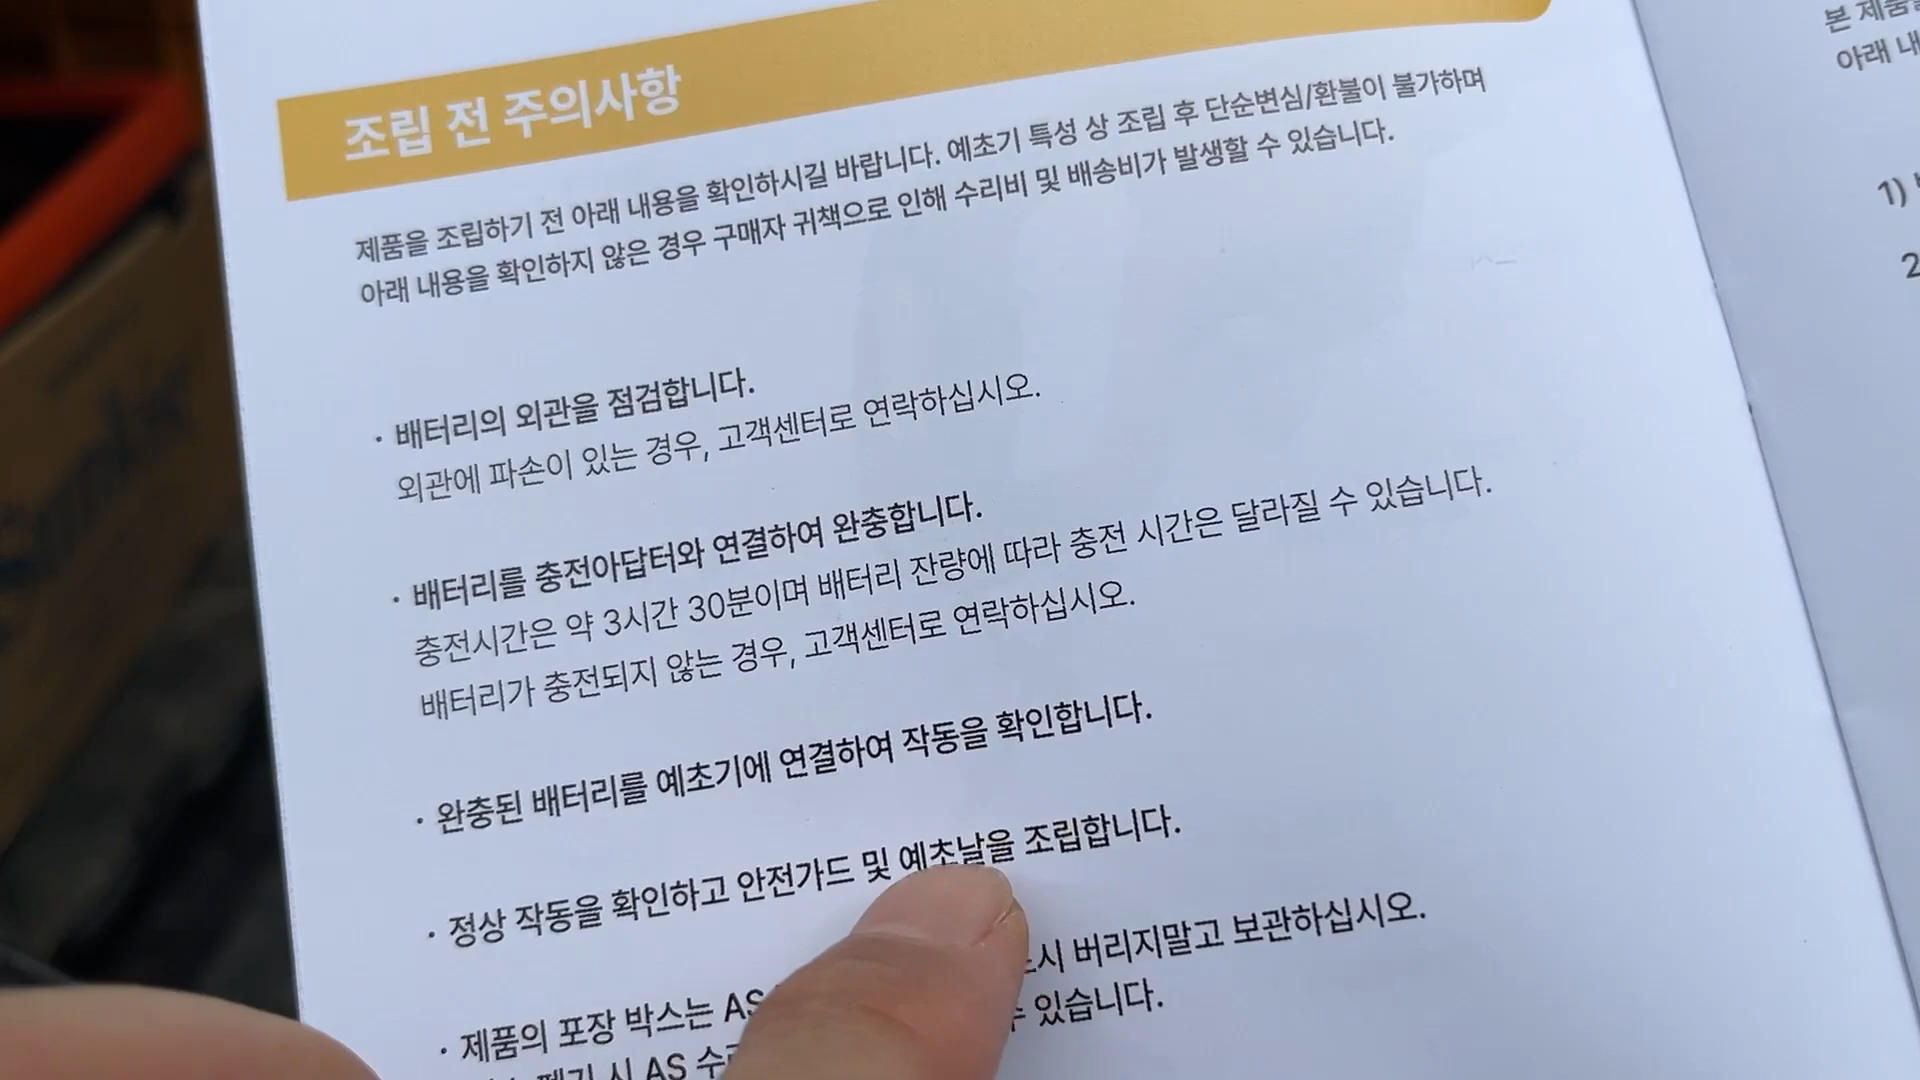 조립 전 주의사항
제품을 조립하기 전 아래 내용을 확인하시길 바랍니다. 예초기 특성 상 조립 후 단순변심/환불이 불가하며
아래 내용을 확인하지 않은 경우 구매자 귀책으로 인해 수리비 및 배송비가 발생할 수 있습니다.
· 배터리의 외관을 점검합니다.
외관에 파손이 있는 경우, 고객센터로 연락하십시오.
· 배터리를 충전아답터와 연결하여 완충합니다.
충전시간은 약 3시간 30분이며 배터리 잔량에 따라 충전 시간은 달라질 수 있습니다.
배터리가 충전되지 않는 경우, 고객센터로 연락하십시오.
· 완충된 배터리를 예초기에 연결하여 작동을 확인합니다.
· 정상 작동을 확인하고 안전가드 및 예초날을 조립합니다.
· 제품의 포장 박스는 AS 버리지말고 보관하십시오.
시 AS 있습니다.
본
아래
1)
2